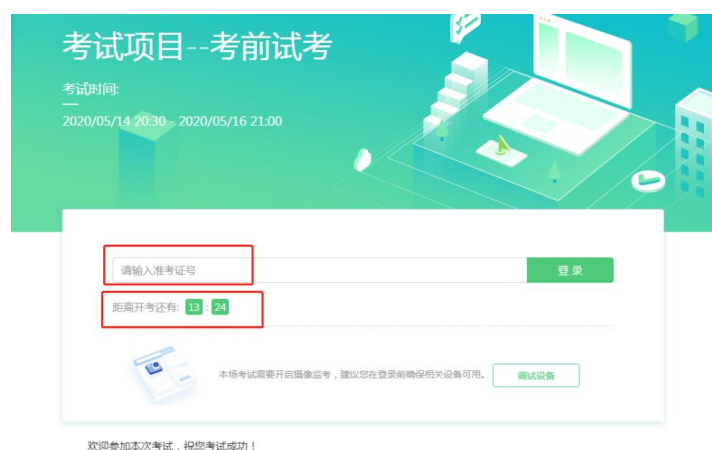 考试项目--考前试考
考试时间:
2020/05/14 20:30 - 2020/05/16 21:00
请输入准考证号
登 录
距离开考还有: 13 : 24
本场考试需要开启摄像监考，建议您在登录前确保相关设备可用。
调试设备
欢迎参加本次考试，祝您考试成功！